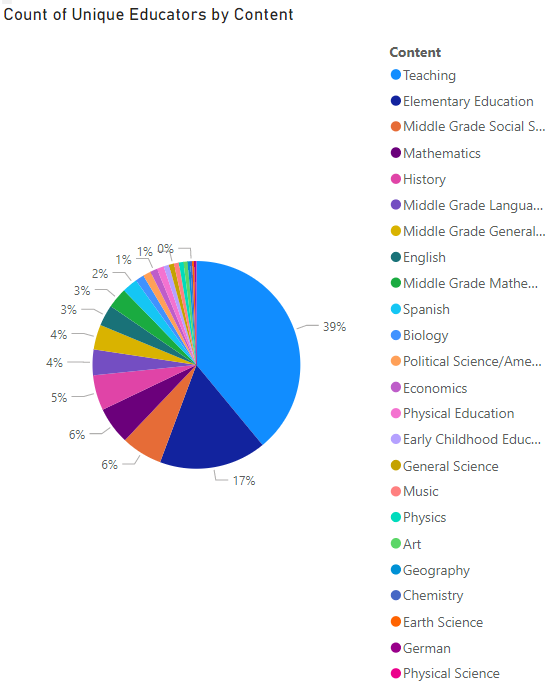 Count of Unique Educators by Content
Content
Teaching
Elementary Education
Middle Grade Social S...
Mathematics
History
Middle Grade Langua...
Middle Grade General...
English
Middle Grade Mathe...
Spanish
Biology
Political Science/Ame...
Economics
Physical Education
Early Childhood Educ...
General Science
Music
Physics
Art
Geography
Chemistry
Earth Science
German
Physical Science
39%
17%
6%
6%
5%
4%
4%
3%
3%
2%
1%
1%
0%